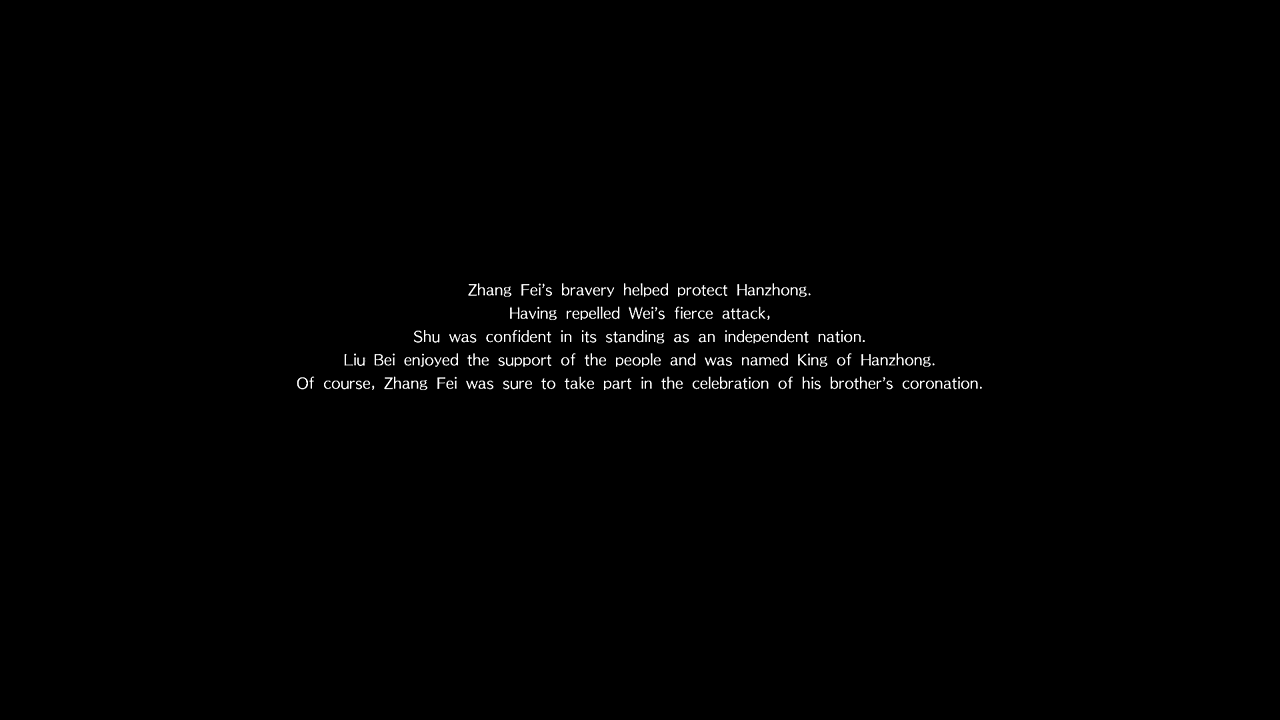 Zhang Fei’s bravery helped protect Hanzhong.
Having repelled Wei’s fierce attack,
Shu was confident in its standing as an independent nation.
Liu Bei enjoyed the support of the people and was named King of Hanzhong.
Of course, Zhang Fei was sure to take part in the celebration of his brother’s coronation.